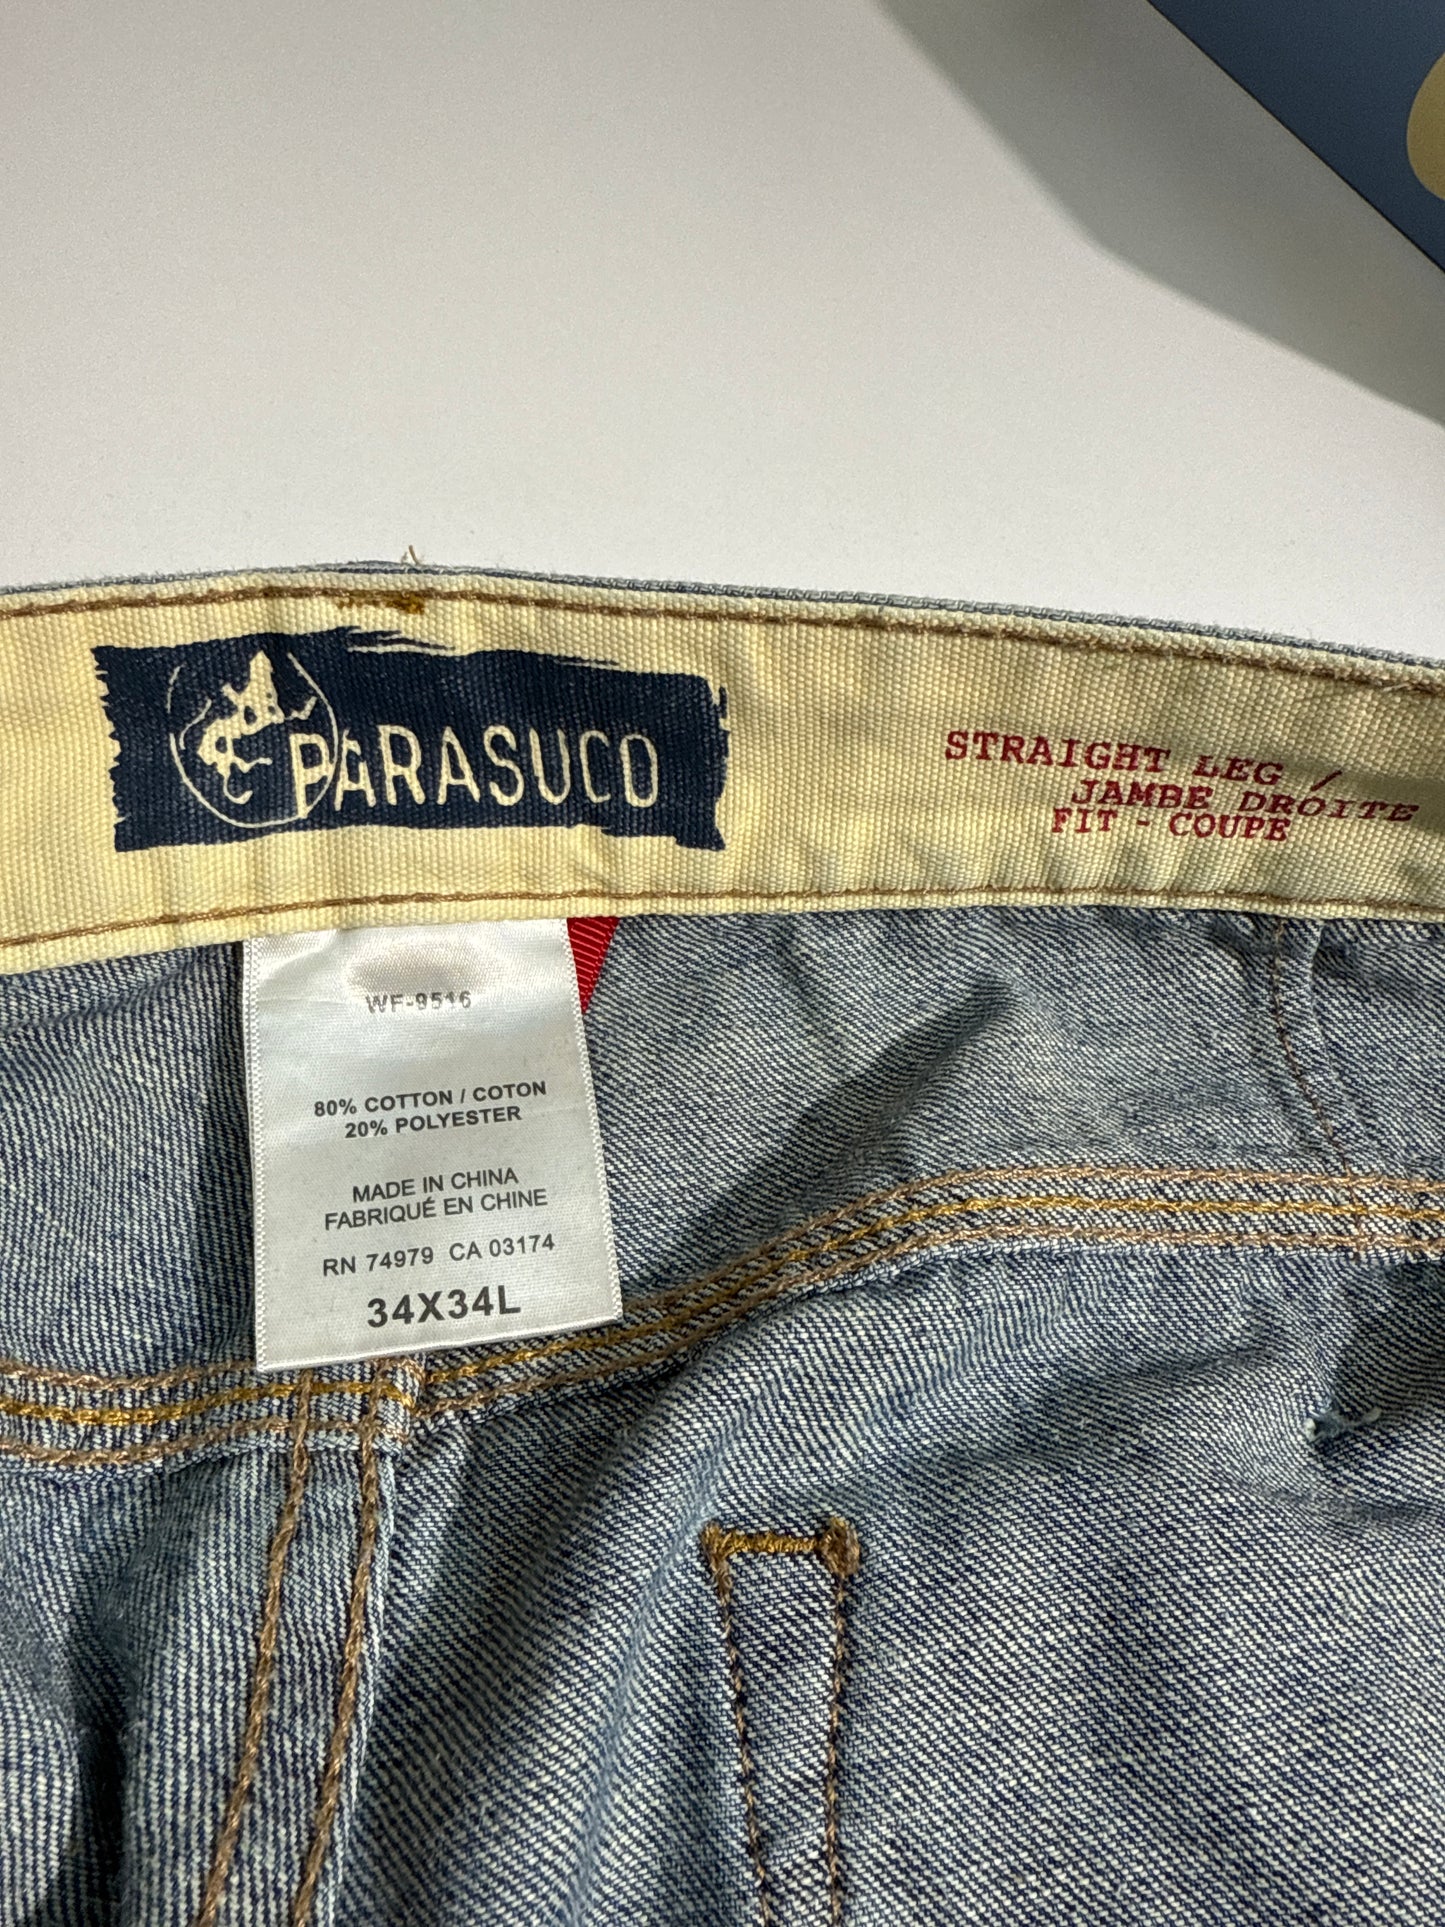 PARASUCO
STRAIGHT LEG /
JAMBE DROITE
FIT - COUPE
WF-9516
80% COTTON / COTON
20% POLYESTER
MADE IN CHINA
FABRIQUÉ EN CHINE
RN 74979 CA 03174
34X34L